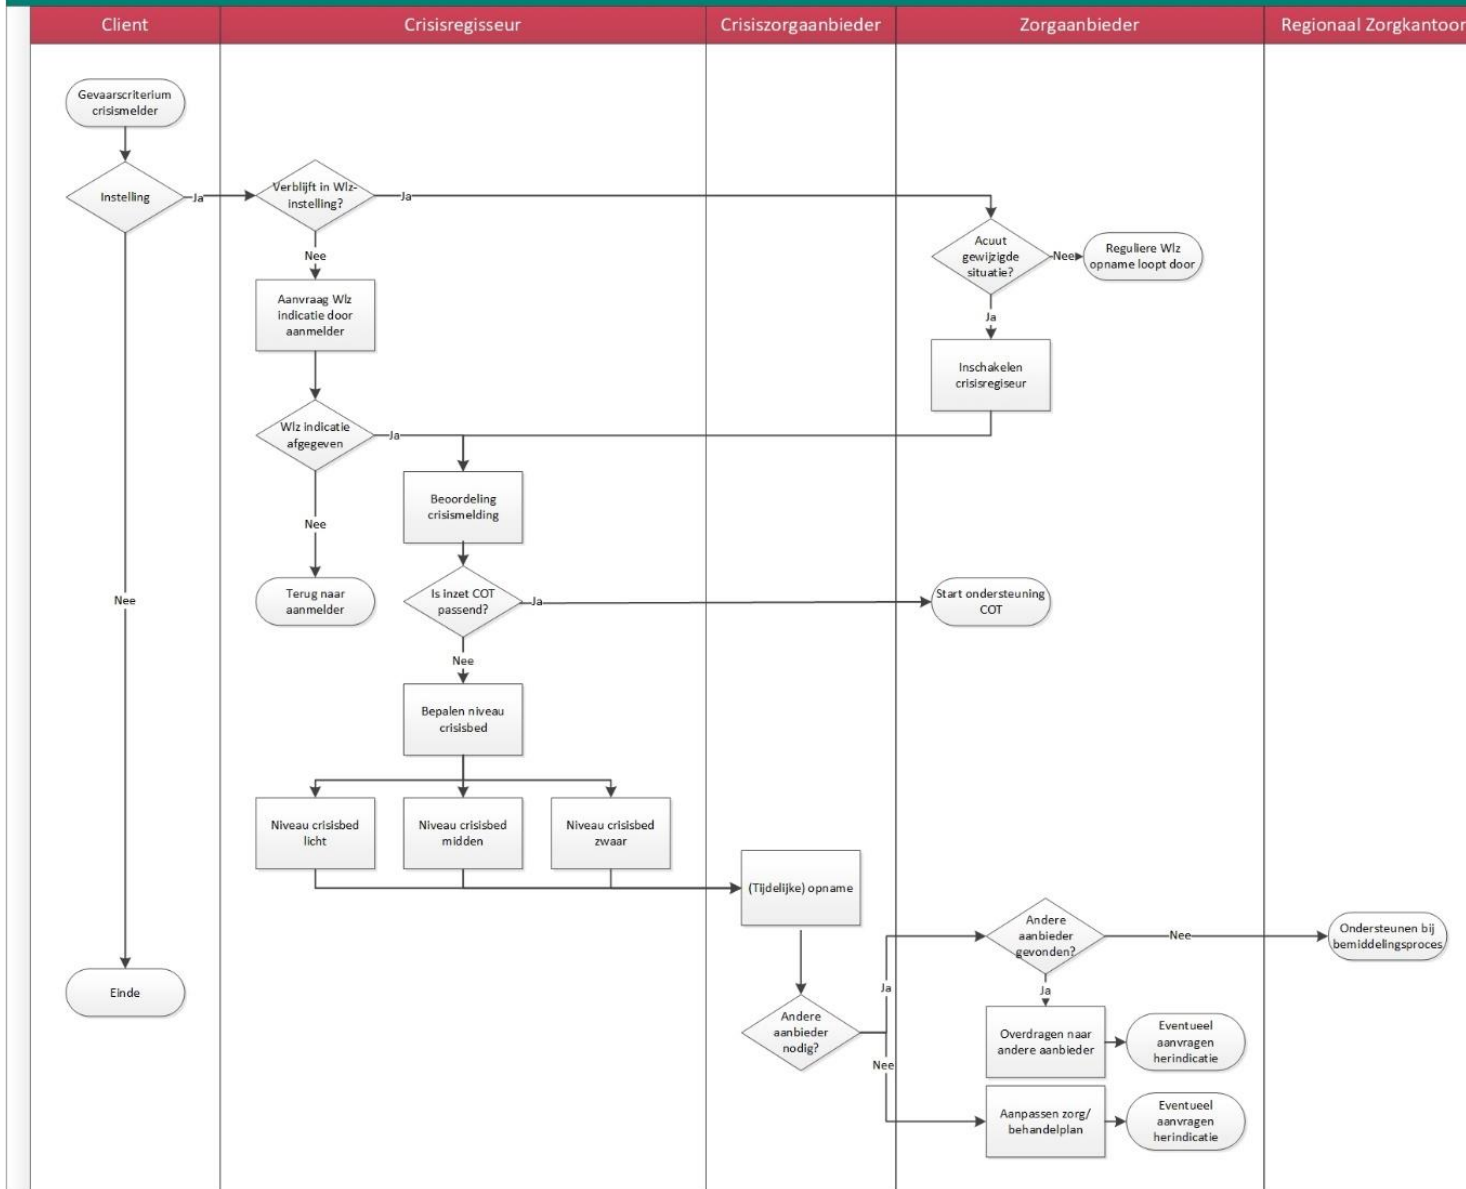 Client
Crisisregisseur
Crisiszorgaanbieder
Zorgaanbieder
Regionaal Zorgkantoor
Gevaarscriterium
crisismelder
Instelling
Ja
Verblijft in Wlz-
instelling?
Ja
Nee
Acuut
gewijzigde
situatie?
Nee
Reguliere Wlz
opname loopt door
Ja
Aanvraag Wlz
indicatie door
aanmelder
Inschakelen
crisisregiseur
Wlz indicatie
afgegeven
Ja
Nee
Beoordeling
crisismelding
Terug naar
aanmelder
Is inzet COT
passend?
Ja
Start ondersteuning
COT
Nee
Nee
Bepalen niveau
crisisbed
Niveau crisisbed
licht
Niveau crisisbed
midden
Niveau crisisbed
zwaar
(Tijdelijke) opname
Andere
aanbieder
gevonden?
Nee
Ondersteunen bij
bemiddelingsproces
Ja
Ja
Einde
Andere
aanbieder
nodig?
Nee
Overdragen naar
andere aanbieder
Eventueel
aanvragen
herindicatie
Aanpassen zorg/
behandelplan
Eventueel
aanvragen
herindicatie